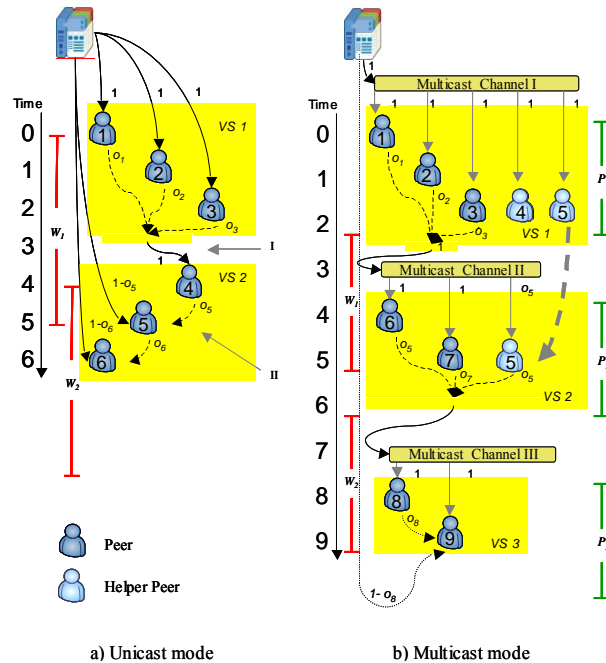 Time
0
1
2
3
4
5
6
1
1
1
VS 1
1
o1
2
o2
3
o3
I
1
VS 2
4
1-o5
o5
5
1-o6
o6
6
II
W1
W2
Peer
Helper Peer
a) Unicast mode
1
Multicast Channel I
Time
0
1
2
3
4
5
6
7
8
9
1
1
1
1
1
1
o1
2
o2
3
4
5
o3
VS 1
1
Multicast Channel II
1
1
o5
6
o5
7
o7
5
o5
VS 2
Multicast Channel III
1
1
8
o8
9
VS 3
1- o8
W1
W2
P
P
P
b) Multicast mode